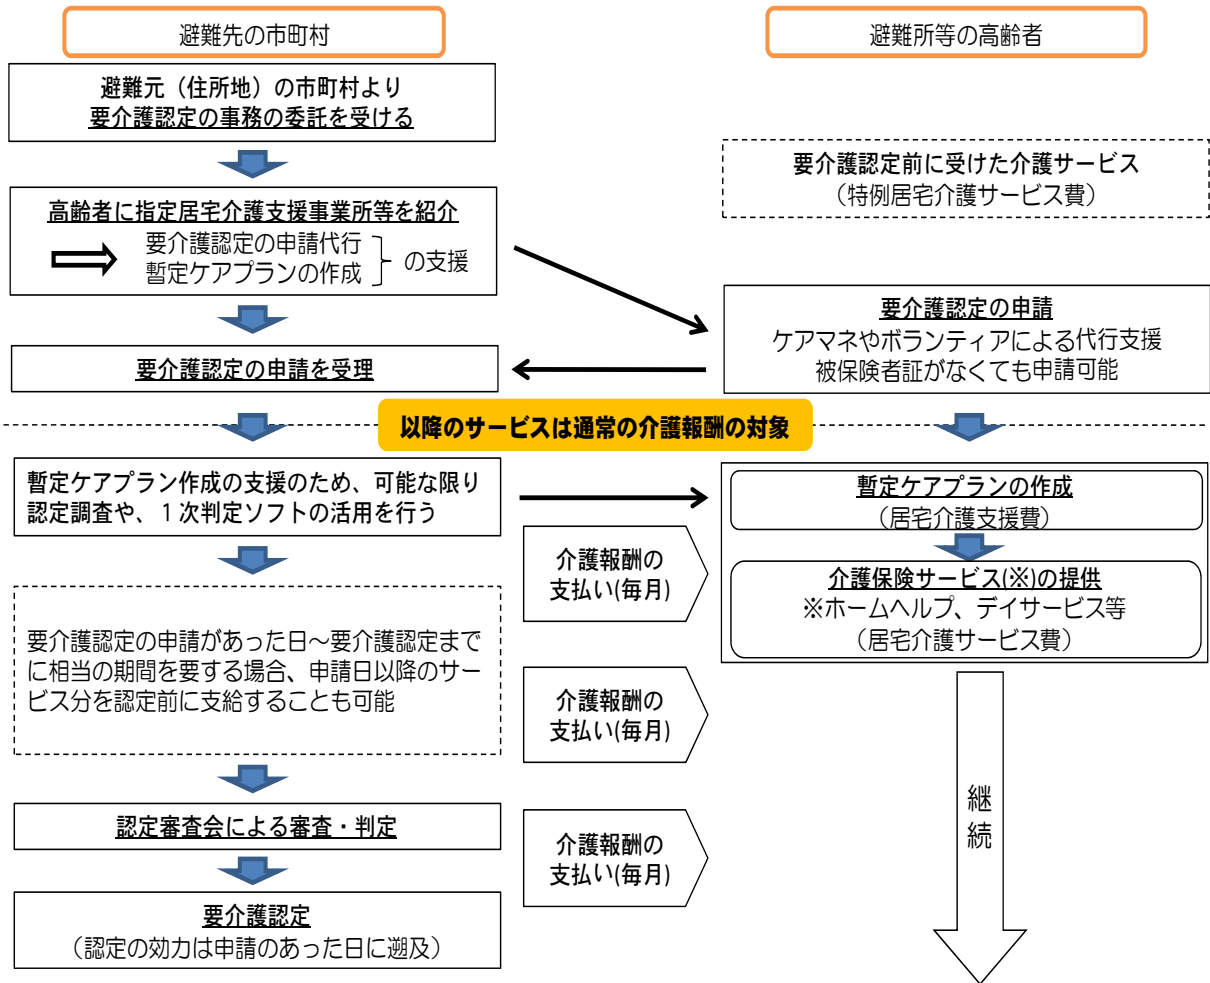 避難先の市町村
避難所等の高齢者
避難元（住所地）の市町村より
要介護認定の事務の委託を受ける
要介護認定前に受けた介護サービス
（特例居宅介護サービス費）
高齢者に指定居宅介護支援事業所等を紹介
要介護認定の申請代行
暫定ケアプランの作成
の支援
要介護認定の申請
ケアマネやボランティアによる代行支援
被保険者証がなくても申請可能
要介護認定の申請を受理
以降のサービスは通常の介護報酬の対象
暫定ケアプラン作成の支援のため、可能な限り
認定調査や、１次判定ソフトの活用を行う
暫定ケアプランの作成
（居宅介護支援費）
介護報酬の
支払い(毎月)
介護保険サービス(※)の提供
※ホームヘルプ、デイサービス等
（居宅介護サービス費）
要介護認定の申請があった日～要介護認定まで
に相当の期間を要する場合、申請日以降のサー
ビス分を認定前に支給することも可能
介護報酬の
支払い(毎月)
継続
認定審査会による審査・判定
介護報酬の
支払い(毎月)
要介護認定
（認定の効力は申請のあった日に遡及）